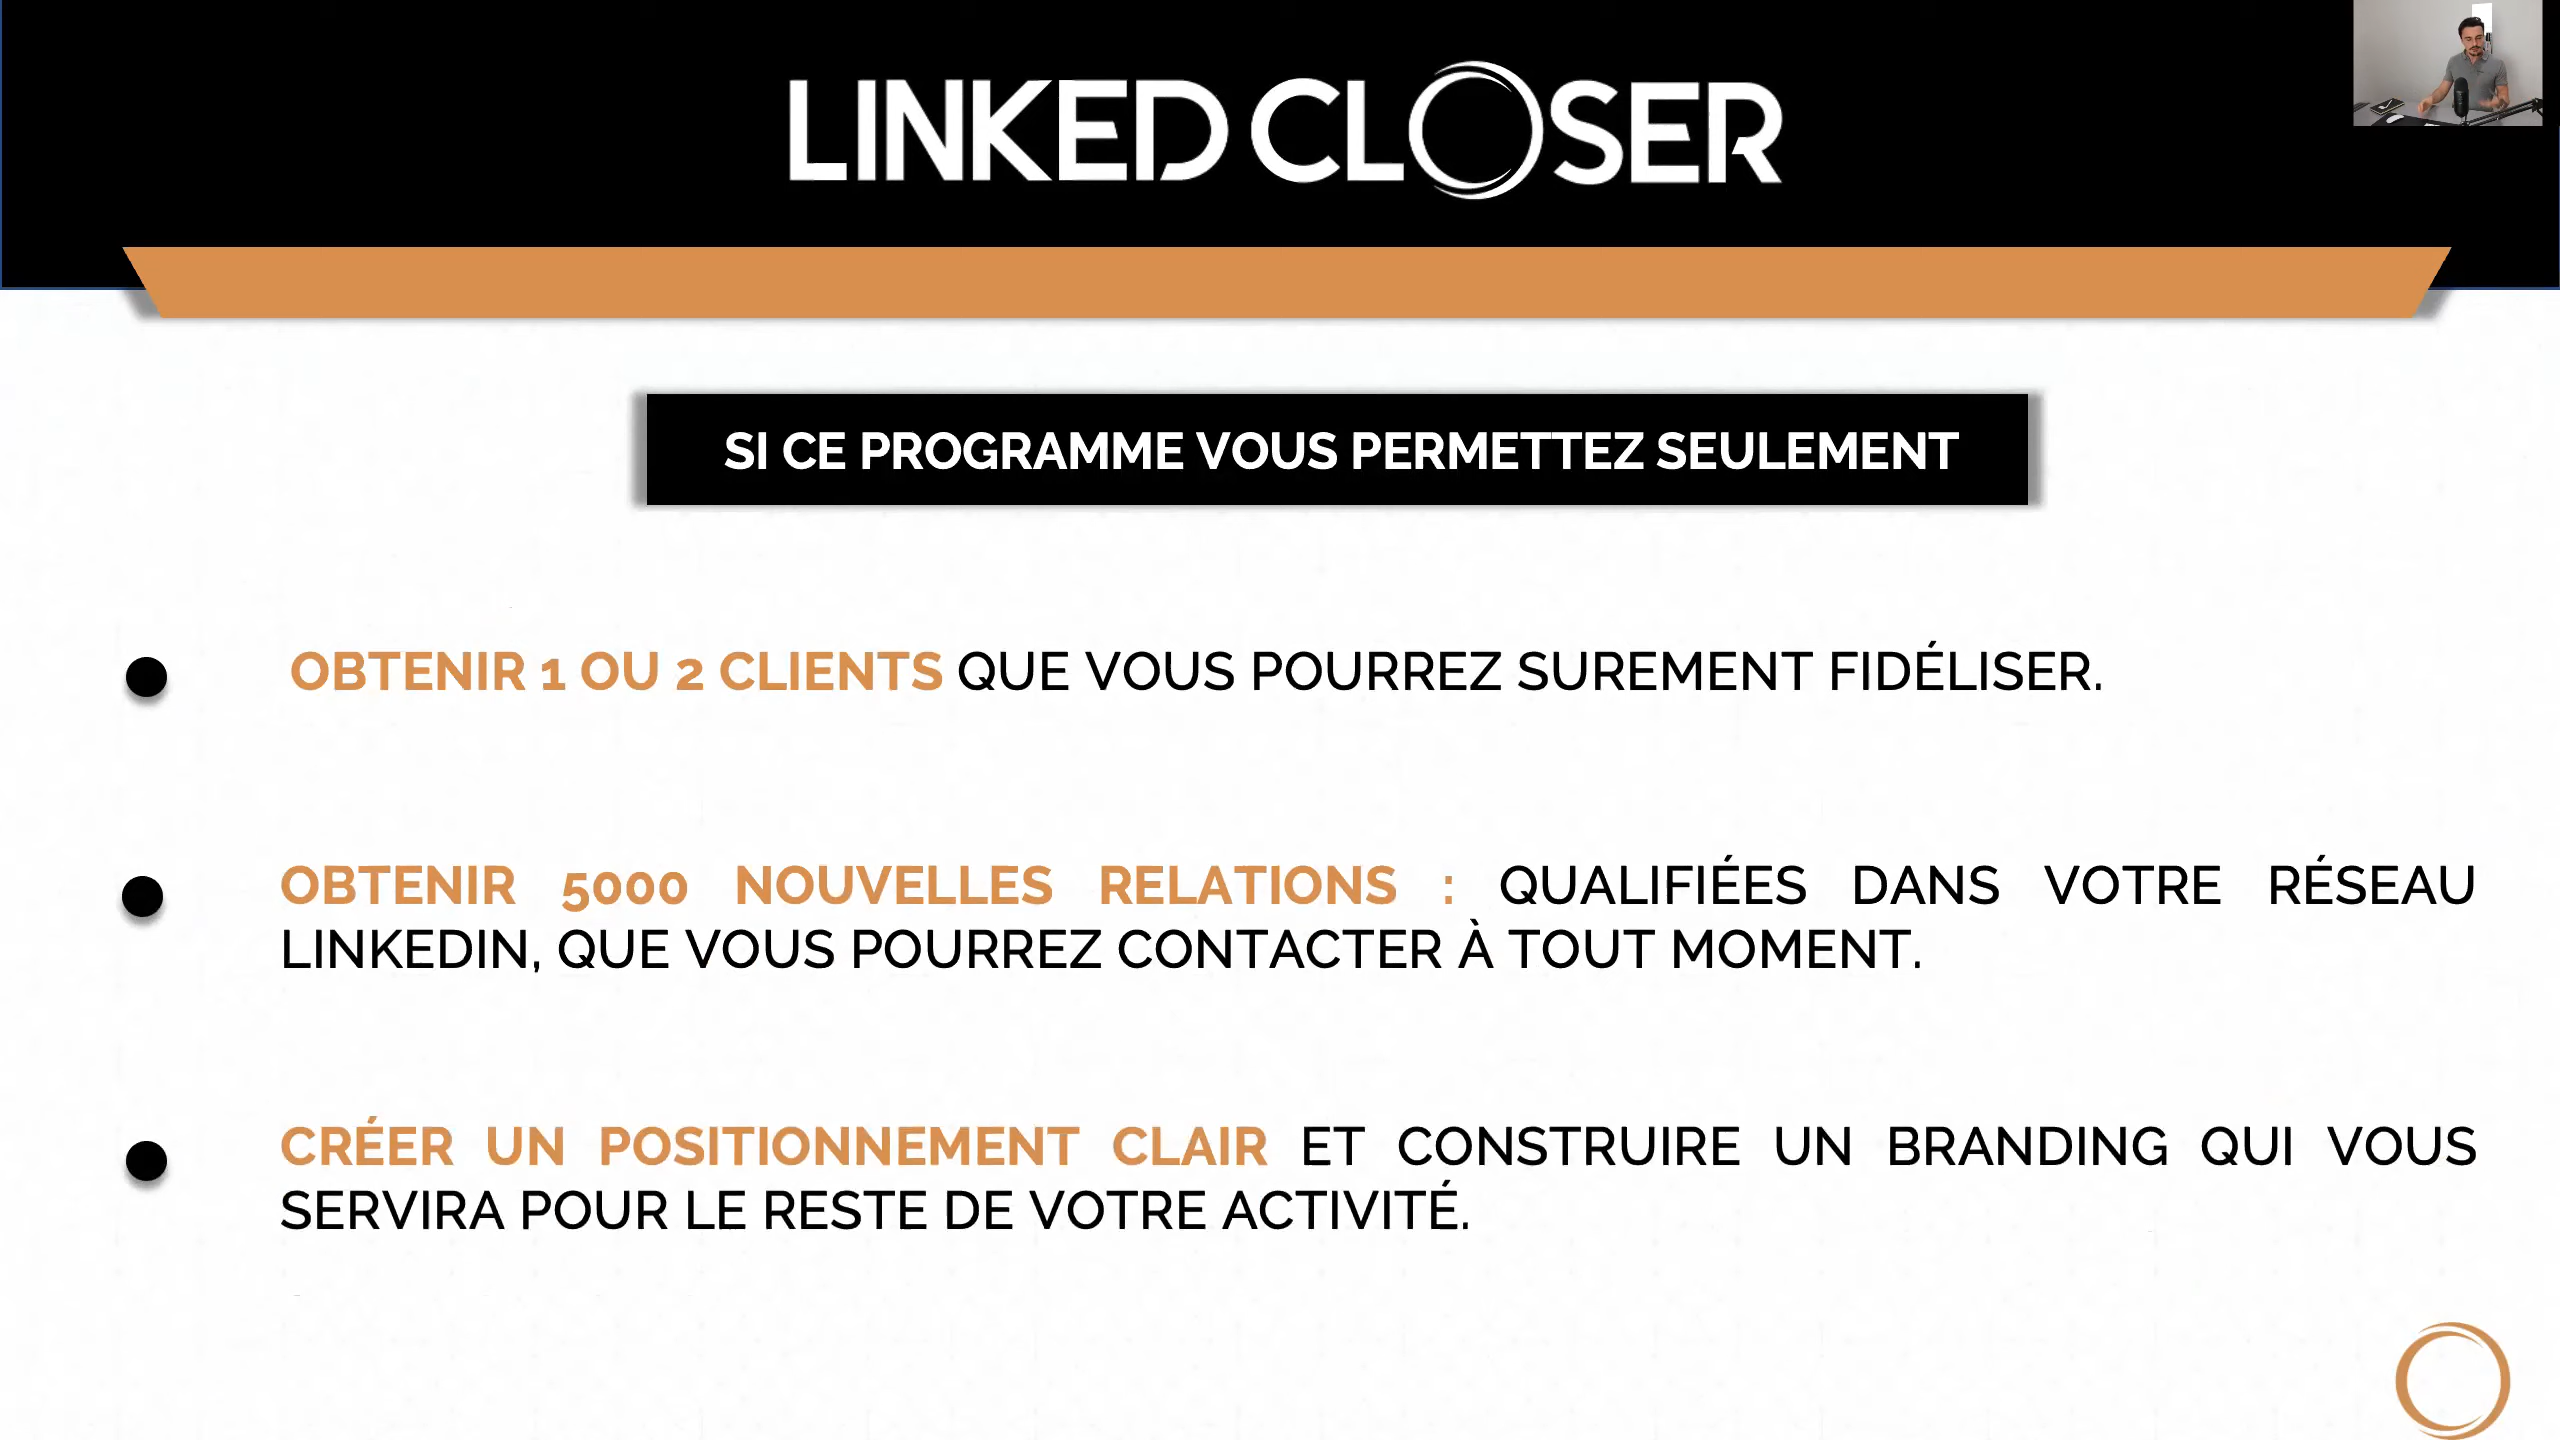 LINKED CLOSER
SI CE PROGRAMME VOUS PERMETTEZ SEULEMENT
OBTENIR 1 OU 2 CLIENTS QUE VOUS POURREZ SUREMENT FIDÉLISER.
OBTENIR 5000 NOUVELLES RELATIONS : QUALIFIÉES DANS VOTRE RÉSEAU
LINKEDIN, QUE VOUS POURREZ CONTACTER À TOUT MOMENT.
CRÉER UN POSITIONNEMENT CLAIR ET CONSTRUIRE UN BRANDING QUI VOUS
SERVIRA POUR LE RESTE DE VOTRE ACTIVITÉ.